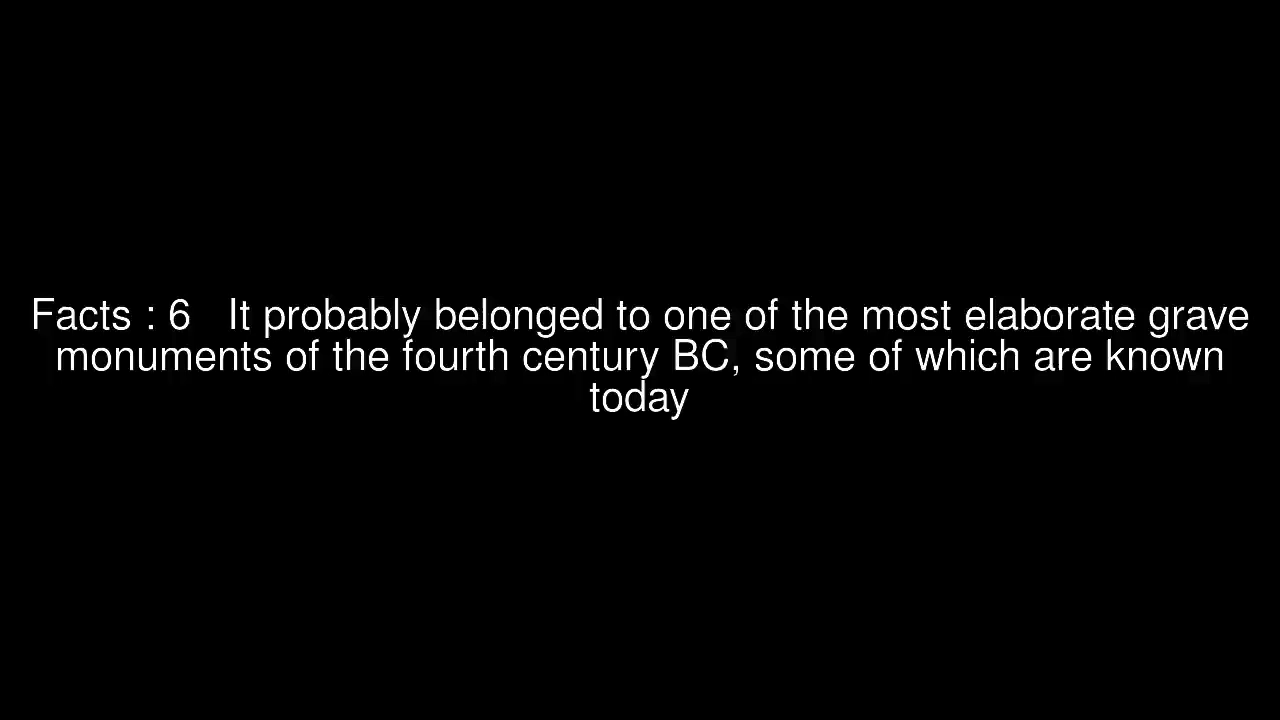 Facts : 6   It probably belonged to one of the most elaborate grave
monuments of the fourth century BC, some of which are known
today